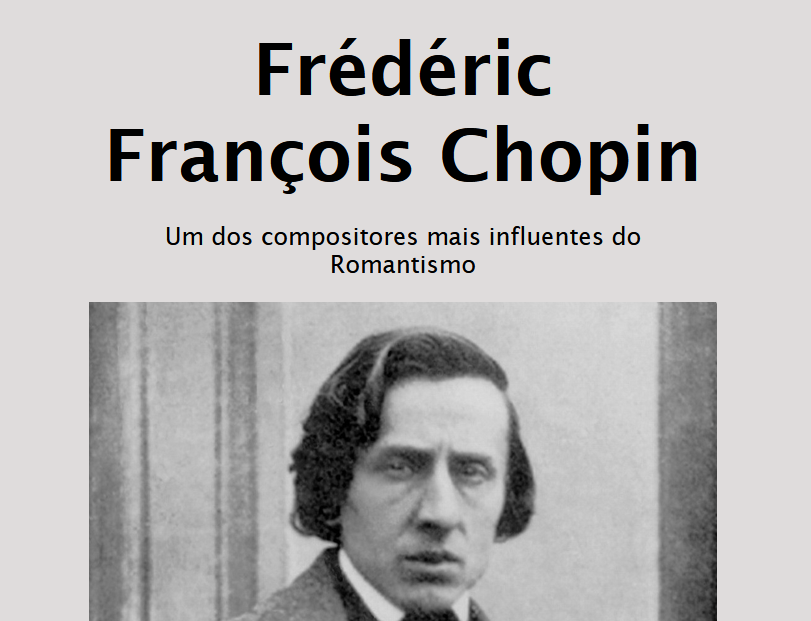 Frédéric
François Chopin
Um dos compositores mais influentes do
Romantismo